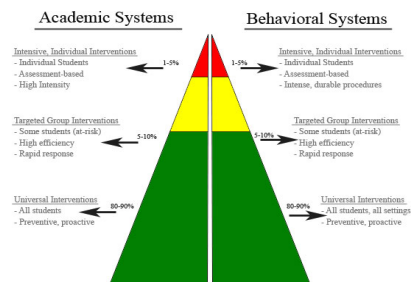 Academic Systems
Behavioral Systems
Intensive, Individual Interventions
- Individual Students
- Assessment-based
- High Intensity
1-5%
1-5%
Intensive, Individual Interventions
- Individual Students
- Assessment-based
- Intense, durable procedures
Targeted Group Interventions
- Some students (at-risk)
- High efficiency
- Rapid response
5-10%
5-10%
Targeted Group Interventions
- Some students (at-risk)
- High efficiency
- Rapid response
Universal Interventions
- All students
- Preventive, proactive
80-90%
80-90%
Universal Interventions
- All students, all settings
- Preventive, proactive